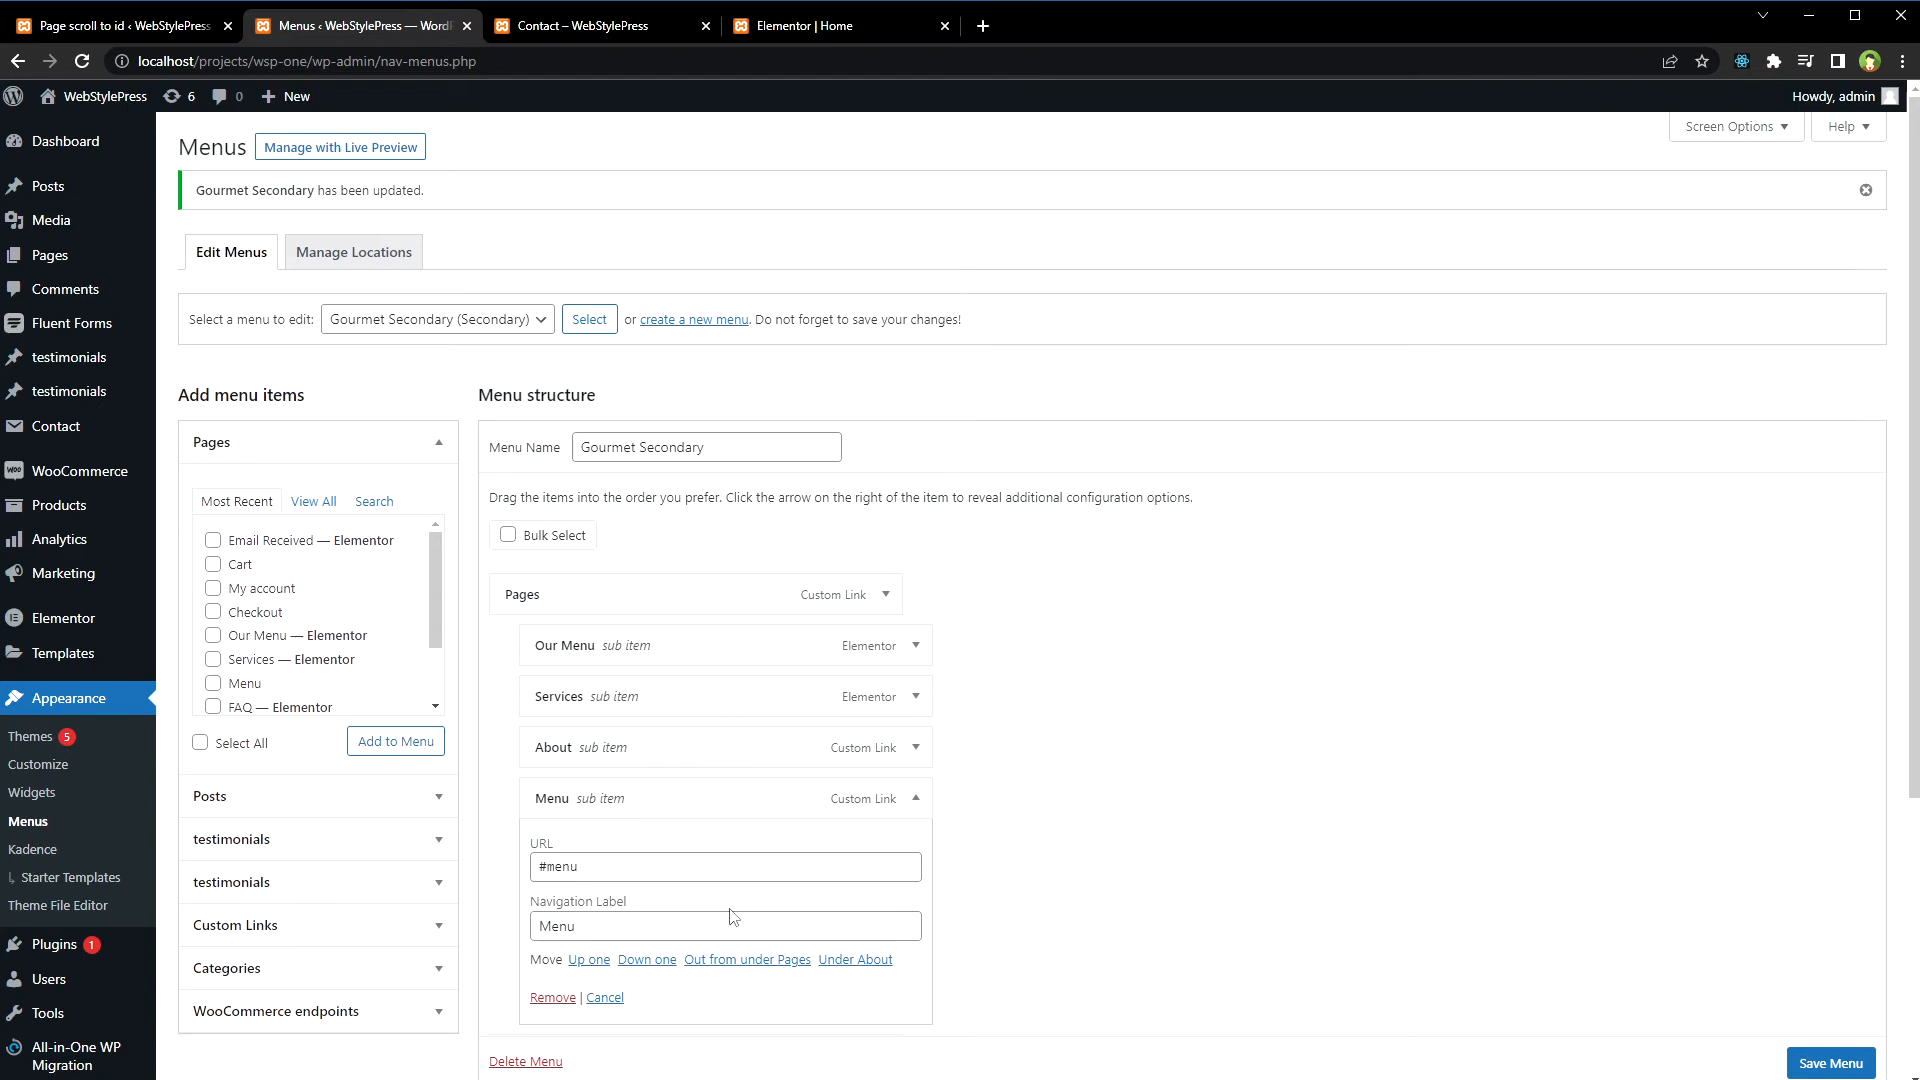 Page scroll to id ‹ WebStylePress
Menus ‹ WebStylePress — WordP
Contact – WebStylePress
Elementor | Home
localhost/projects/wsp-one/wp-admin/nav-menus.php
WebStylePress
6
0
New
Howdy, admin
Dashboard
Posts
Media
Pages
Comments
Fluent Forms
testimonials
testimonials
Contact
WooCommerce
Products
Analytics
Marketing
Elementor
Templates
Appearance
Themes 5
Customize
Widgets
Menus
Kadence
Starter Templates
Theme File Editor
Plugins 1
Users
Tools
All-in-One WP
Migration
Screen Options
Help
Menus
Manage with Live Preview
Gourmet Secondary has been updated.
Edit Menus
Manage Locations
Select a menu to edit: Gourmet Secondary (Secondary) Select or create a new menu. Do not forget to save your changes!
Add menu items
Pages
Most Recent View All Search
Email Received — Elementor
Cart
My account
Checkout
Our Menu — Elementor
Services — Elementor
Menu
FAQ — Elementor
Select All
Add to Menu
Posts
testimonials
testimonials
Custom Links
Categories
WooCommerce endpoints
Menu structure
Menu Name Gourmet Secondary
Drag the items into the order you prefer. Click the arrow on the right of the item to reveal additional configuration options.
Bulk Select
Pages Custom Link
Our Menu sub item Elementor
Services sub item Elementor
About sub item Custom Link
Menu sub item Custom Link
URL
#menu
Navigation Label
Menu
Move Up one Down one Out from under Pages Under About
Remove | Cancel
Delete Menu
Save Menu